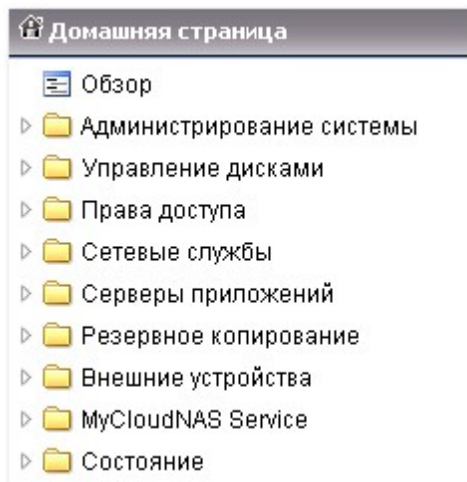 Домашняя страница
Обзор
Администрирование системы
Управление дисками
Права доступа
Сетевые службы
Серверы приложений
Резервное копирование
Внешние устройства
MyCloudNAS Service
Состояние